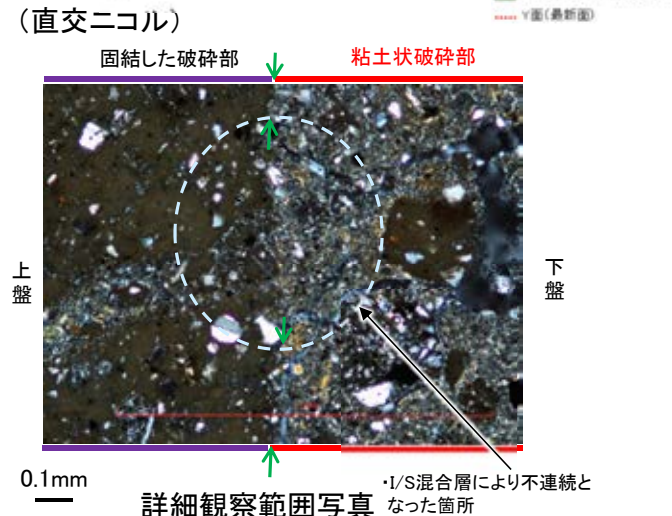 (直交ニコル)
Y面(最新面)
固結した破砕部
粘土状破砕部
上盤
下盤
0.1mm
・I/S混合層により不連続と
なった箇所
詳細観察範囲写真